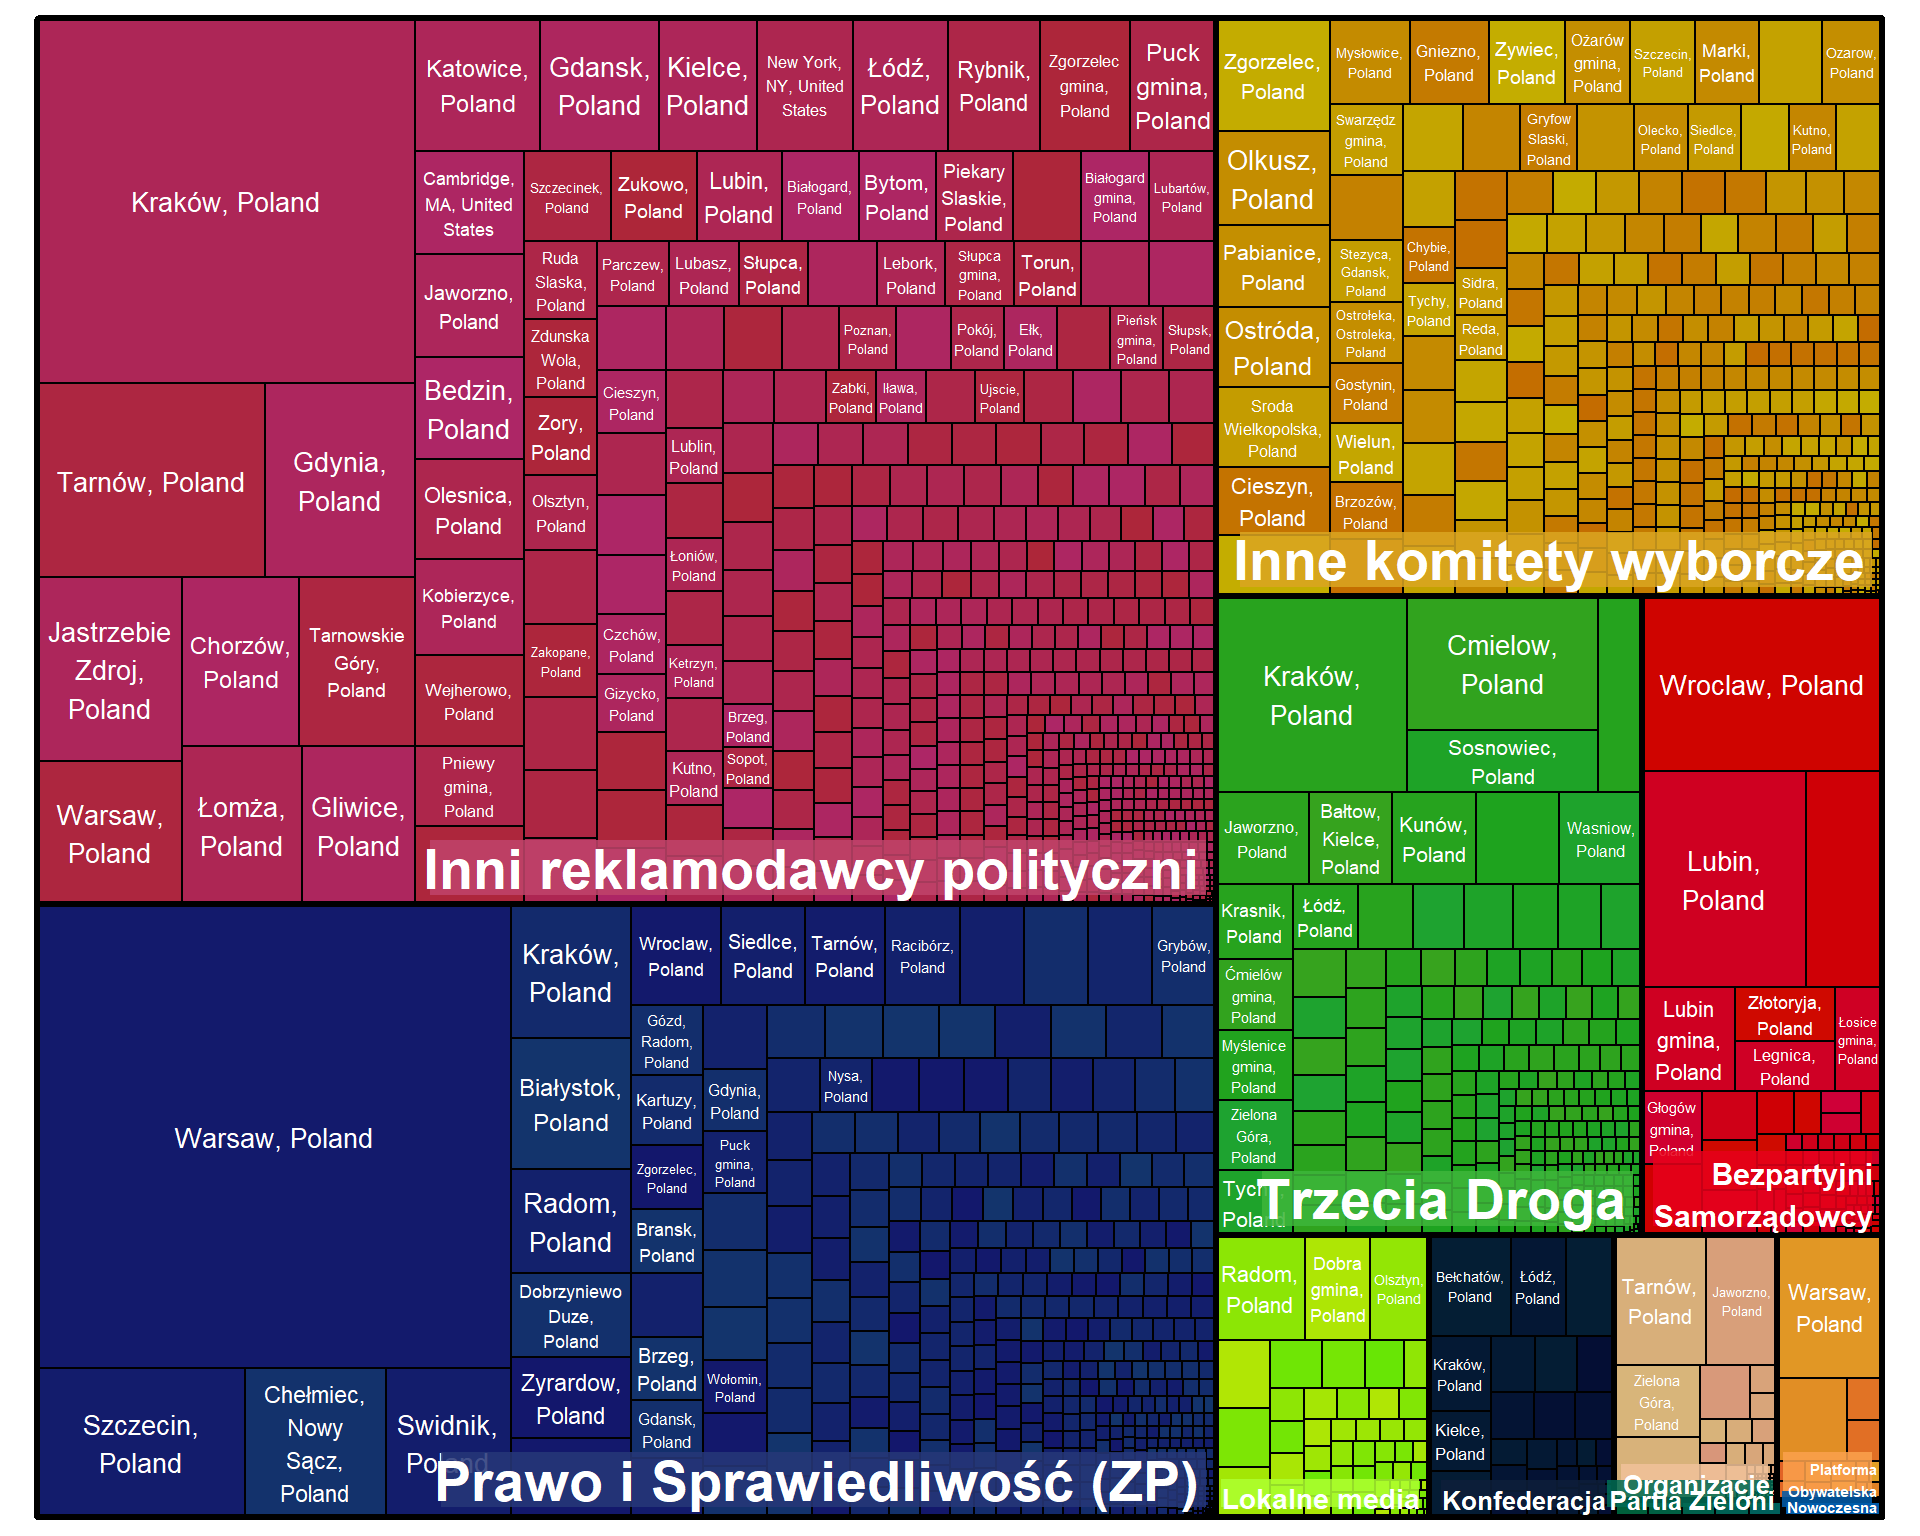 Kraków, Poland
Tarnów, Poland
Gdynia,
Poland
Jastrzebie
Zdroj,
Poland
Chorzów,
Poland
Tarnowskie
Góry,
Poland
Warsaw,
Poland
Łomża,
Poland
Gliwice,
Poland
Katowice,
Poland
Gdansk,
Poland
Kielce,
Poland
New York,
NY, United
States
Łódź,
Poland
Rybnik,
Poland
Zgorzelec
gmina,
Poland
Puck
gmina,
Poland
Cambridge,
MA, United
States
Jaworzno,
Poland
Bedzin,
Poland
Olesnica,
Poland
Kobierzyce,
Poland
Wejherowo,
Poland
Pniewy
gmina,
Poland
Szczecinek,
Poland
Zukowo,
Poland
Lubin,
Poland
Białogard,
Poland
Bytom,
Poland
Piekary
Slaskie,
Poland
Białogard
gmina,
Poland
Lubartów,
Poland
Ruda
Slaska,
Poland
Zdunska
Wola,
Poland
Zory,
Poland
Olsztyn,
Poland
Zakopane,
Poland
Parczew,
Poland
Lubasz,
Poland
Słupca,
Poland
Lebork,
Poland
Słupca
gmina,
Poland
Torun,
Poland
Poznan,
Poland
Pokój,
Poland
Ełk,
Poland
Pieńsk
gmina,
Poland
Słupsk,
Poland
Cieszyn,
Poland
Zabki,
Poland
Iława,
Poland
Ujscie,
Poland
Lublin,
Poland
Łoniów,
Poland
Czchów,
Poland
Ketrzyn,
Poland
Gizycko,
Poland
Brzeg,
Poland
Kutno,
Poland
Sopot,
Poland
Inni reklamodawcy polityczni
Warsaw, Poland
Szczecin,
Poland
Chełmiec,
Nowy
Sącz,
Poland
Swidnik,
Poland
Kraków,
Poland
Białystok,
Poland
Radom,
Poland
Dobrzyniewo
Duze,
Poland
Zyrardow,
Poland
Wroclaw,
Poland
Siedlce,
Poland
Tarnów,
Poland
Racibórz,
Poland
Grybów,
Poland
Gózd,
Radom,
Poland
Kartuzy,
Poland
Zgorzelec,
Poland
Bransk,
Poland
Brzeg,
Poland
Gdansk,
Poland
Gdynia,
Poland
Puck
gmina,
Poland
Wołomin,
Poland
Nysa,
Poland
Prawo i Sprawiedliwość (ZP)
Zgorzelec,
Poland
Olkusz,
Poland
Pabianice,
Poland
Ostróda,
Poland
Sroda
Wielkopolska,
Poland
Cieszyn,
Poland
Mysłowice,
Poland
Gniezno,
Poland
Zywiec,
Poland
Ożarów
gmina,
Poland
Szczecin,
Poland
Marki,
Poland
Ozarow,
Poland
Swarzędz
gmina,
Poland
Gryfow
Slaski,
Poland
Olecko,
Poland
Siedlce,
Poland
Kutno,
Poland
Stezyca,
Gdansk,
Poland
Ostrołeka,
Ostroleka,
Poland
Gostynin,
Poland
Wielun,
Poland
Brzozów,
Poland
Chybie,
Poland
Tychy,
Poland
Sidra,
Poland
Reda,
Poland
Inne komitety wyborcze
Kraków,
Poland
Cmielow,
Poland
Sosnowiec,
Poland
Jaworzno,
Poland
Bałtow,
Kielce,
Poland
Kunów,
Poland
Wasniow,
Poland
Krasnik,
Poland
Łódź,
Poland
Ćmielów
gmina,
Poland
Myślenice
gmina,
Poland
Zielona
Góra,
Poland
Tychy,
Poland
Trzecia Droga
Wroclaw, Poland
Lubin,
Poland
Lubin
gmina,
Poland
Złotoryja,
Poland
Legnica,
Poland
Łosice
gmina,
Poland
Głogów
gmina,
Poland
Bezpartyjni
Samorządowcy
Radom,
Poland
Dobra
gmina,
Poland
Olsztyn,
Poland
Lokalne media
Bełchatów,
Poland
Łódź,
Poland
Kraków,
Poland
Kielce,
Poland
Konfederacja
Tarnów,
Poland
Jaworzno,
Poland
Zielona
Góra,
Poland
Organizacje
Partia Zieloni
Warsaw,
Poland
Platforma
Obywatelska
Nowoczesna